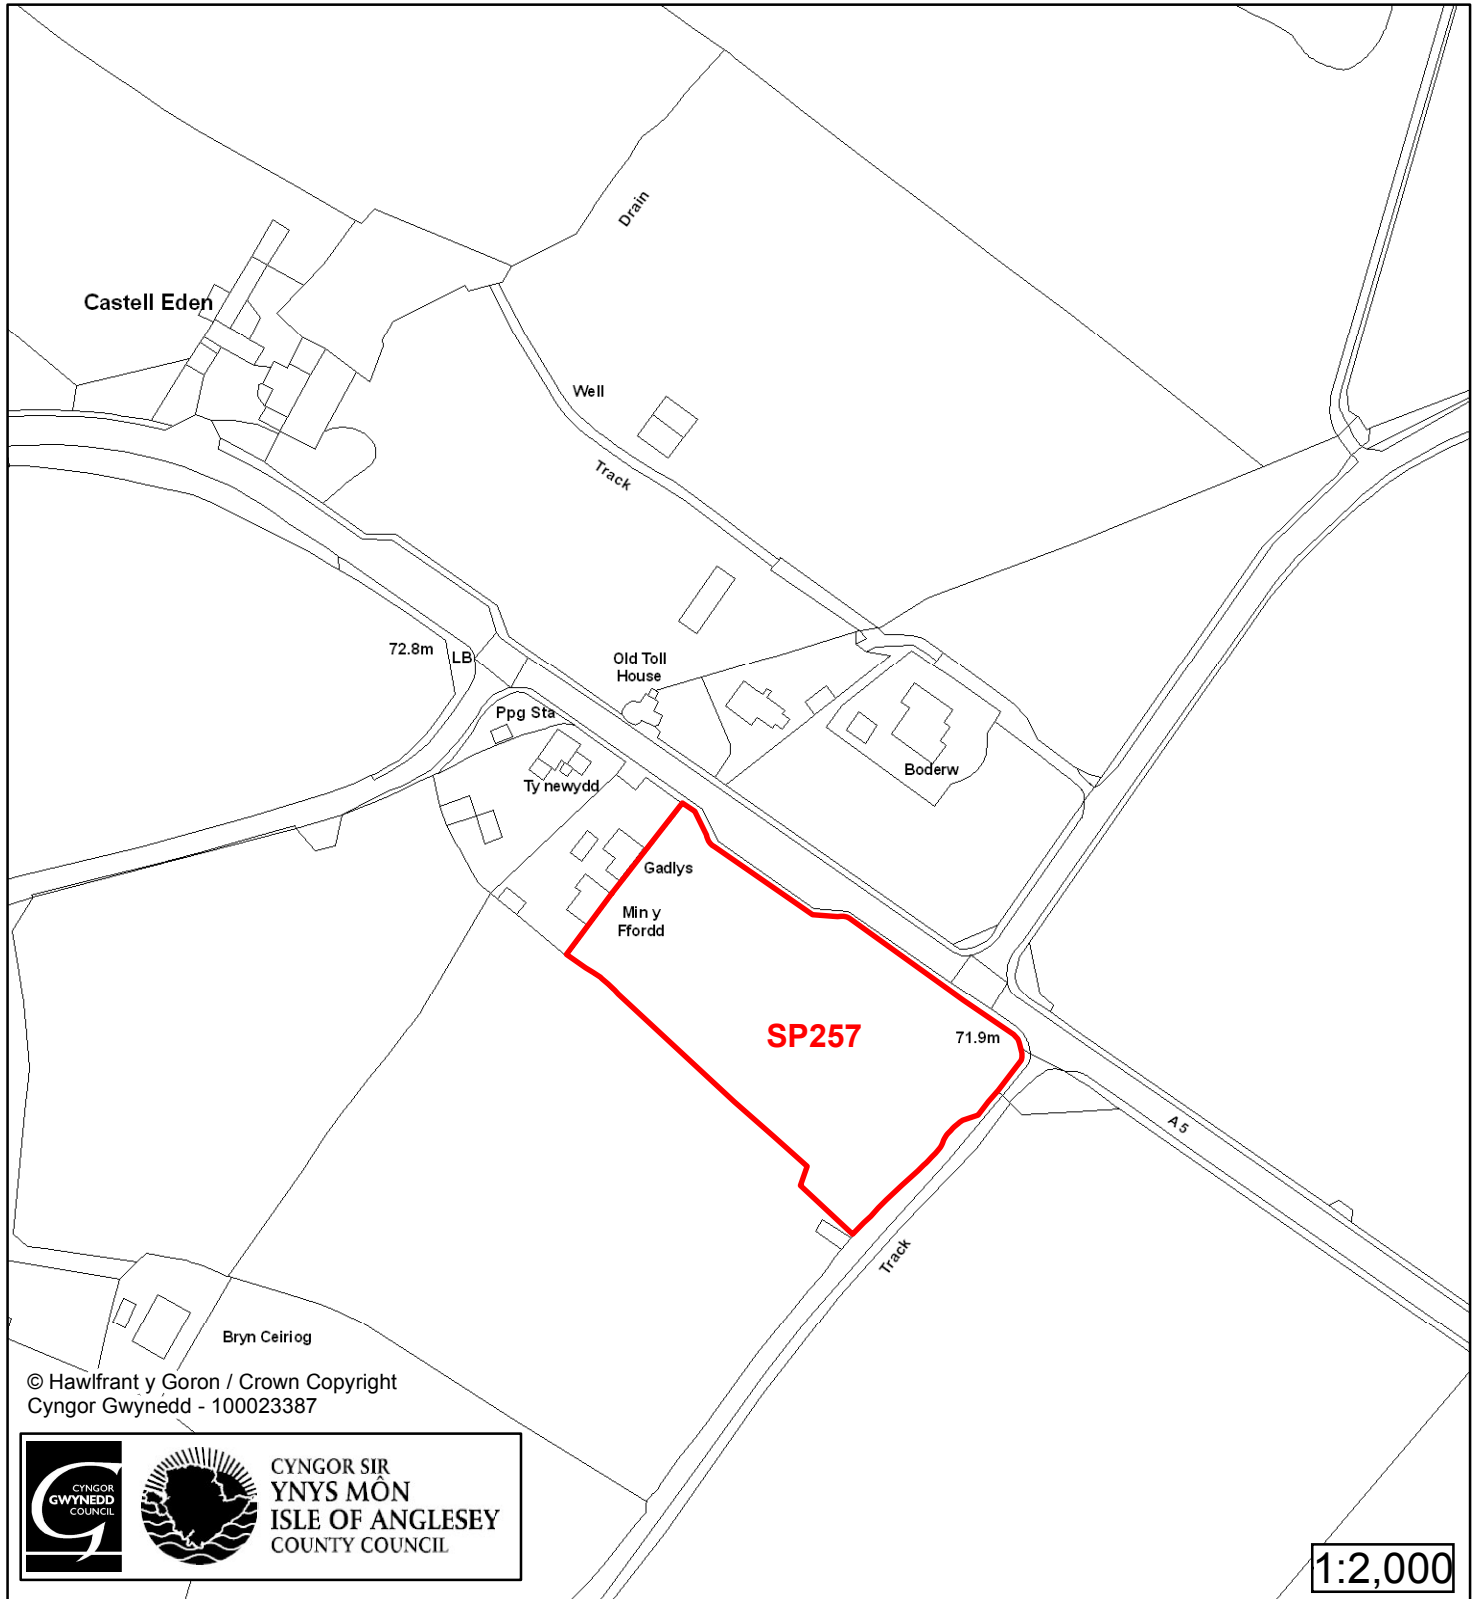 Drain
Castell Eden
Well
Track
72.8m
LB
Old Toll
House
Ppg Sta
Ty newydd
Boderw
Gadlys
Min y
Ffordd
SP257
71.9m
A 5
Track
Bryn Ceiriog
© Hawlfrant y Goron / Crown Copyright
Cyngor Gwynedd - 100023387
CYNGOR
GWYNEDD
COUNCIL
CYNGOR SIR
YNYS MÔN
ISLE OF ANGLESEY
COUNTY COUNCIL
1:2,000